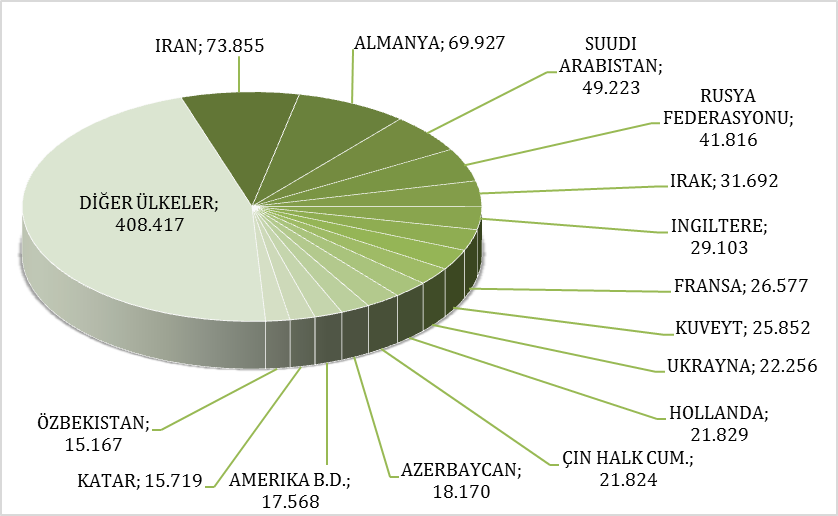 IRAN; 73.855
ALMANYA; 69.927
SUUDI
ARABISTAN;
49.223
RUSYA
FEDERASYONU;
41.816
IRAK; 31.692
INGILTERE;
29.103
FRANSA; 26.577
KUVEYT; 25.852
UKRAYNA; 22.256
HOLLANDA;
21.829
ÇIN HALK CUM.;
21.824
AZERBAYCAN;
18.170
AMERIKA B.D.;
17.568
KATAR; 15.719
ÖZBEKISTAN;
15.167
DİĞER ÜLKELER;
408.417